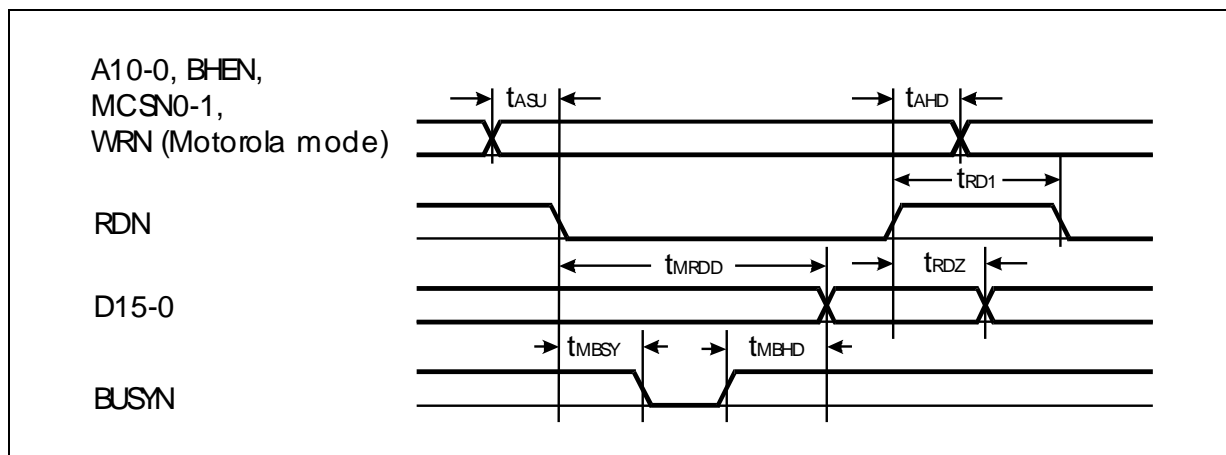 A10-0, BHEN,
MCSN0-1,
WRN (Motorola mode)
tASU
tAHD
tRD1
RDN
tMRDD
tRDZ
D15-0
tMBSY
tMBHD
BUSYN